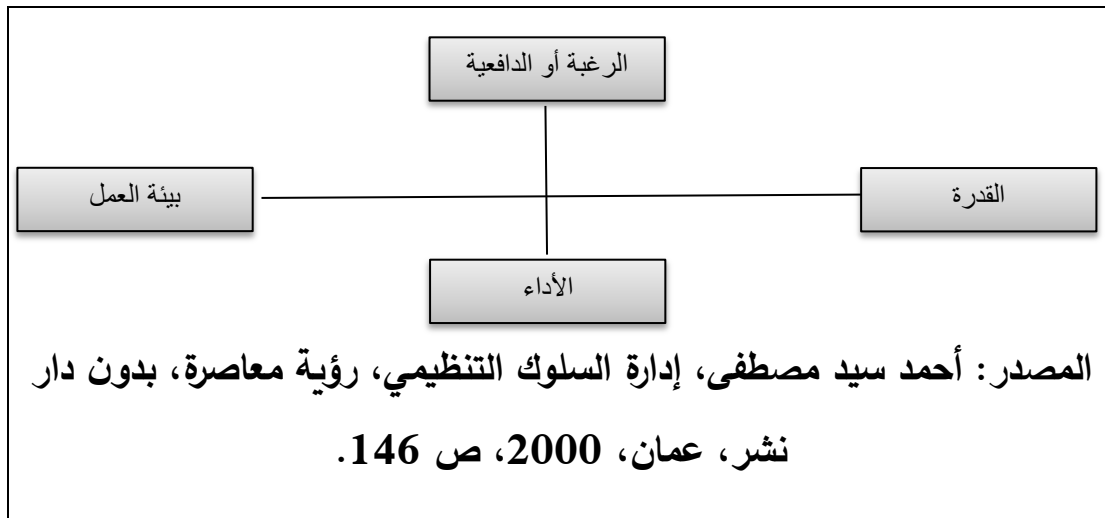 الرغبة أو الدافعية
القدرة
بيئة العمل
الأداء
المصدر: أحمد سيد مصطفى، إدارة السلوك التنظيمي، رؤية معاصرة، بدون دار
نشر، عمان، 2000، ص 146.